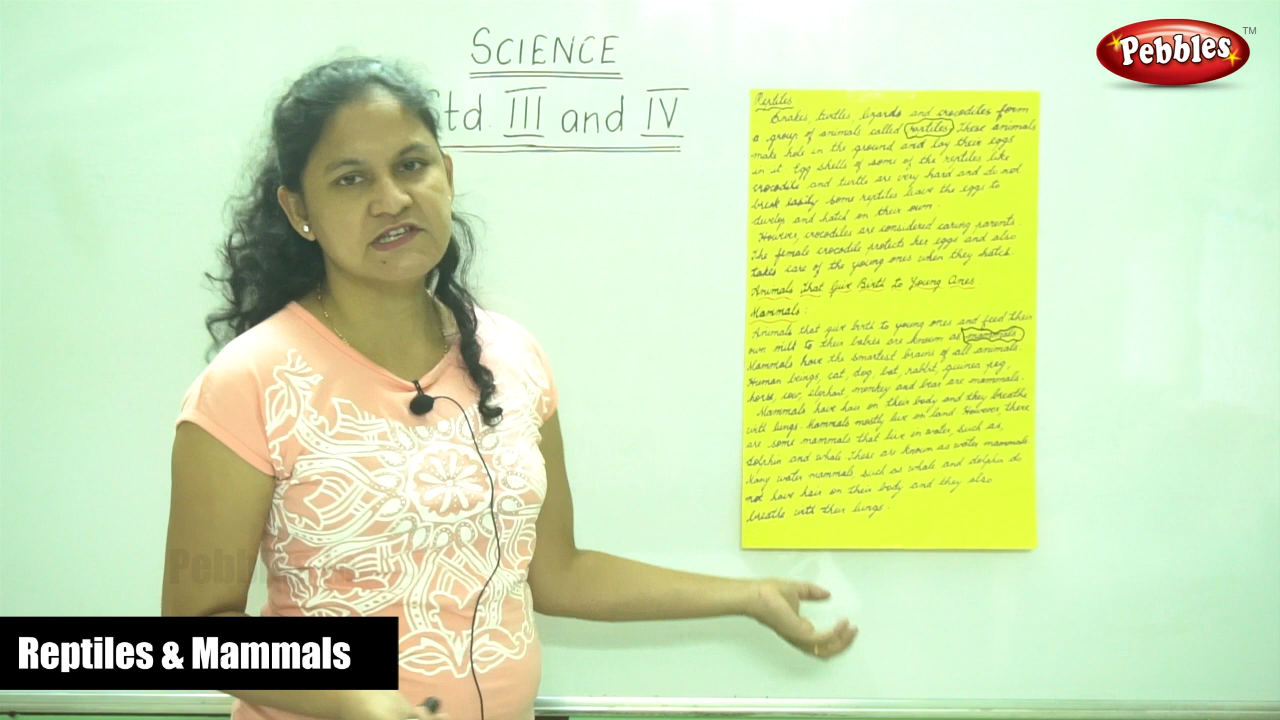 SCIENCE
Std. III and IV
Pebbles™
Reptiles
Snakes, turtles, lizards and crocodiles form
a group of animals called reptiles. These animals
make hole in the ground and lay their eggs
in it. Egg shells of some of the reptiles like
crocodile and turtle are very hard and do not
break easily. Some reptiles leave the eggs to
develop and hatch on their own.
However, crocodiles are considered caring parents.
The female crocodile protects her eggs and also
takes care of the young ones when they hatch.
Animals That Give Birth to Young Ones
Mammals :
Animals that give birth to young ones and feed their
own milk to their babies are known as mammals.
Mammals have the smartest brains of all animals.
Human beings, cat, dog, bat, rabbit, guinea pig,
horse, cow, elephant, monkey and bear are mammals.
Mammals have hair on their body and they breathe
with lungs. Mammals mostly live on land. However, there
are some mammals that live in water, such as,
dolphin and whale. These are known as water mammals.
Many water mammals, such as whale and dolphin do
not have hair on their body and they also
breathe with their lungs.
Reptiles & Mammals